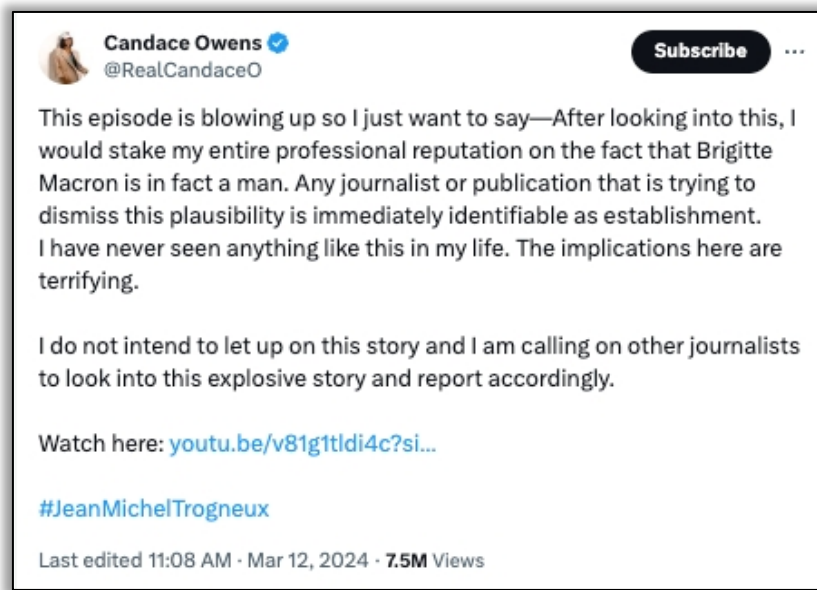 Candace Owens
@RealCandaceO
Subscribe
This episode is blowing up so I just want to say—After looking into this, I
would stake my entire professional reputation on the fact that Brigitte
Macron is in fact a man. Any journalist or publication that is trying to
dismiss this plausibility is immediately identifiable as establishment.
I have never seen anything like this in my life. The implications here are
terrifying.
I do not intend to let up on this story and I am calling on other journalists
to look into this explosive story and report accordingly.
Watch here: youtu.be/v81g1tldi4c?si...
#JeanMichelTrogneux
Last edited 11:08 AM · Mar 12, 2024 · 7.5M Views